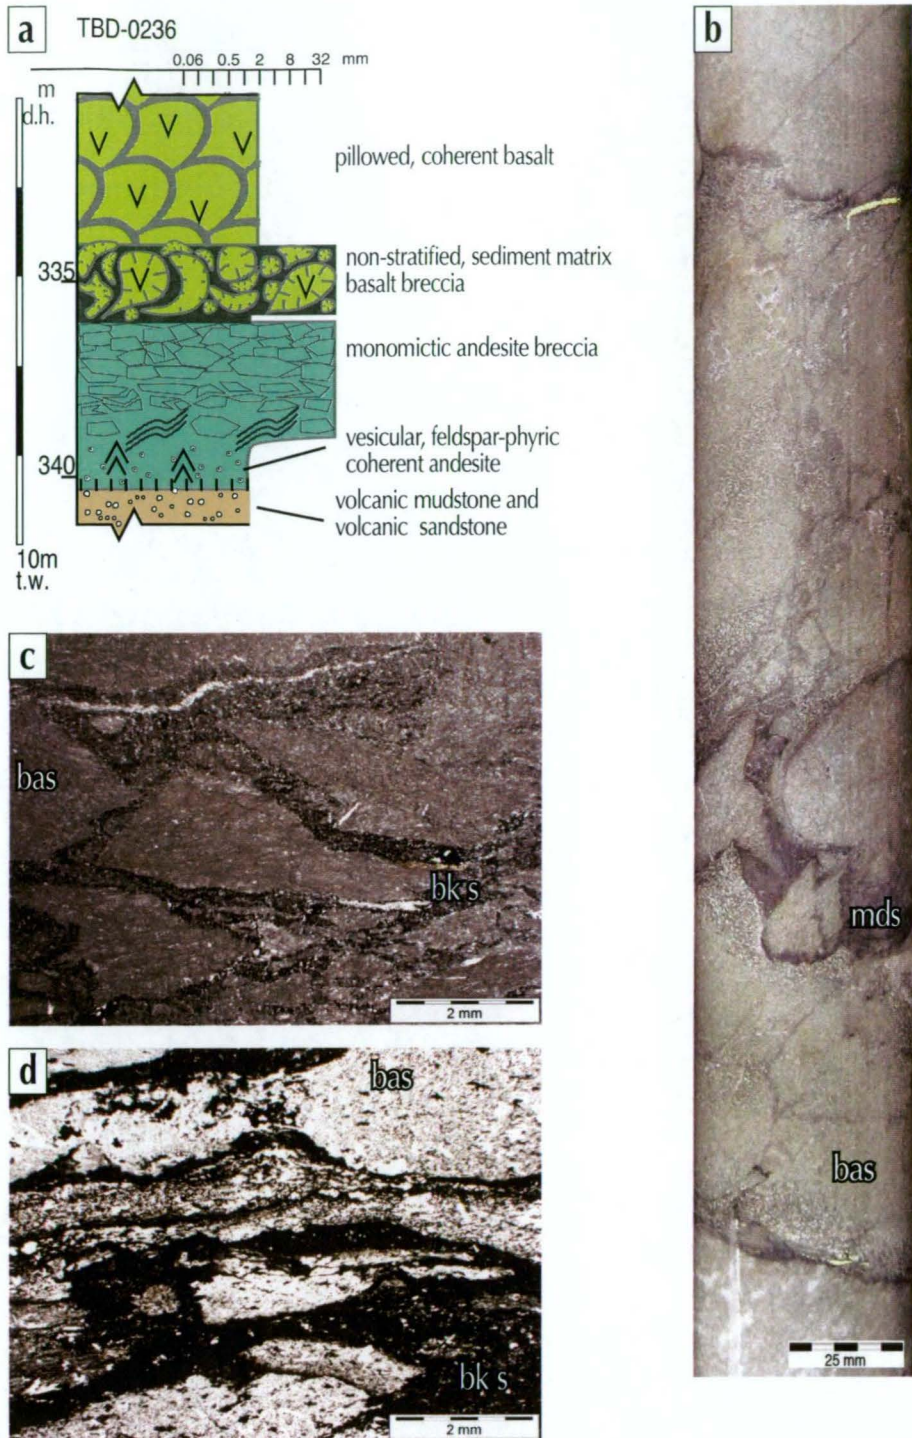 a TBD-0236
0.06 0.5 2 8 32 mm
m
d.h.
pillowed, coherent basalt
335
non-stratified, sediment matrix
basalt breccia
monomictic andesite breccia
vesicular, feldspar-phyric
coherent andesite
340
volcanic mudstone and
volcanic sandstone
10m
t.w.
V V V V V
V V
b
mds
bas
25 mm
c
bas
bk s
2 mm
d
bas
bk s
2 mm